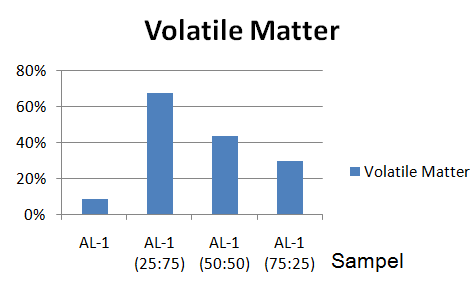 Volatile Matter
80%
60%
40%
20%
0%
AL-1
AL-1
(25:75)
AL-1
(50:50)
AL-1
(75:25)
Sampel
Volatile Matter